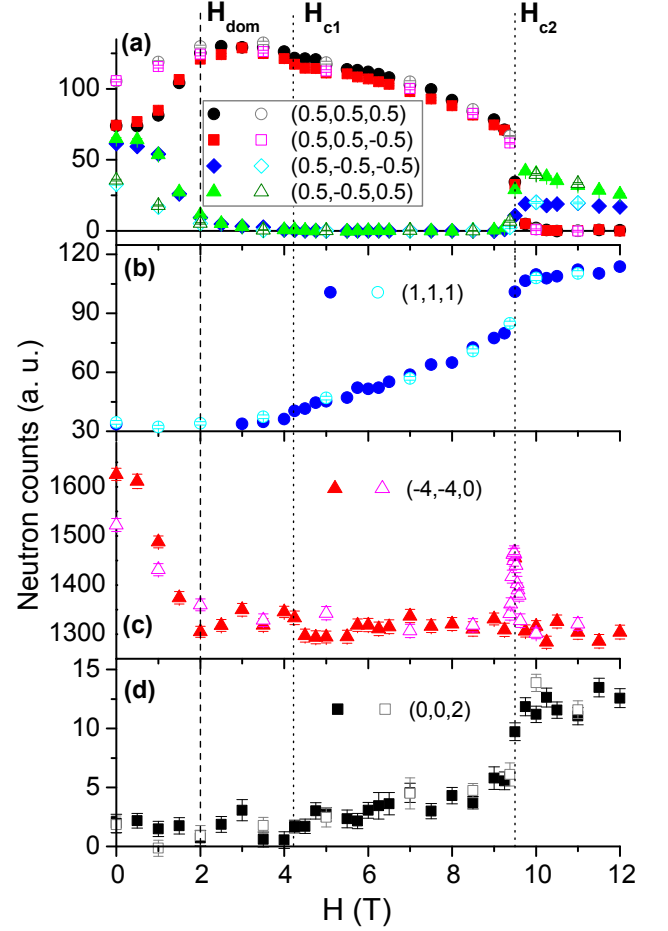 H_dom H_c1 H_c2
(a)
100
50
0
(0.5,0.5,0.5)
(0.5,0.5,-0.5)
(0.5,-0.5,-0.5)
(0.5,-0.5,0.5)
(b)
120
90
60
30
(1,1,1)
1600
1500
1400
1300
(-4,-4,0)
(c)
(d)
15
10
5
0
(0,0,2)
Neutron counts (a. u.)
0 2 4 6 8 10 12
H (T)